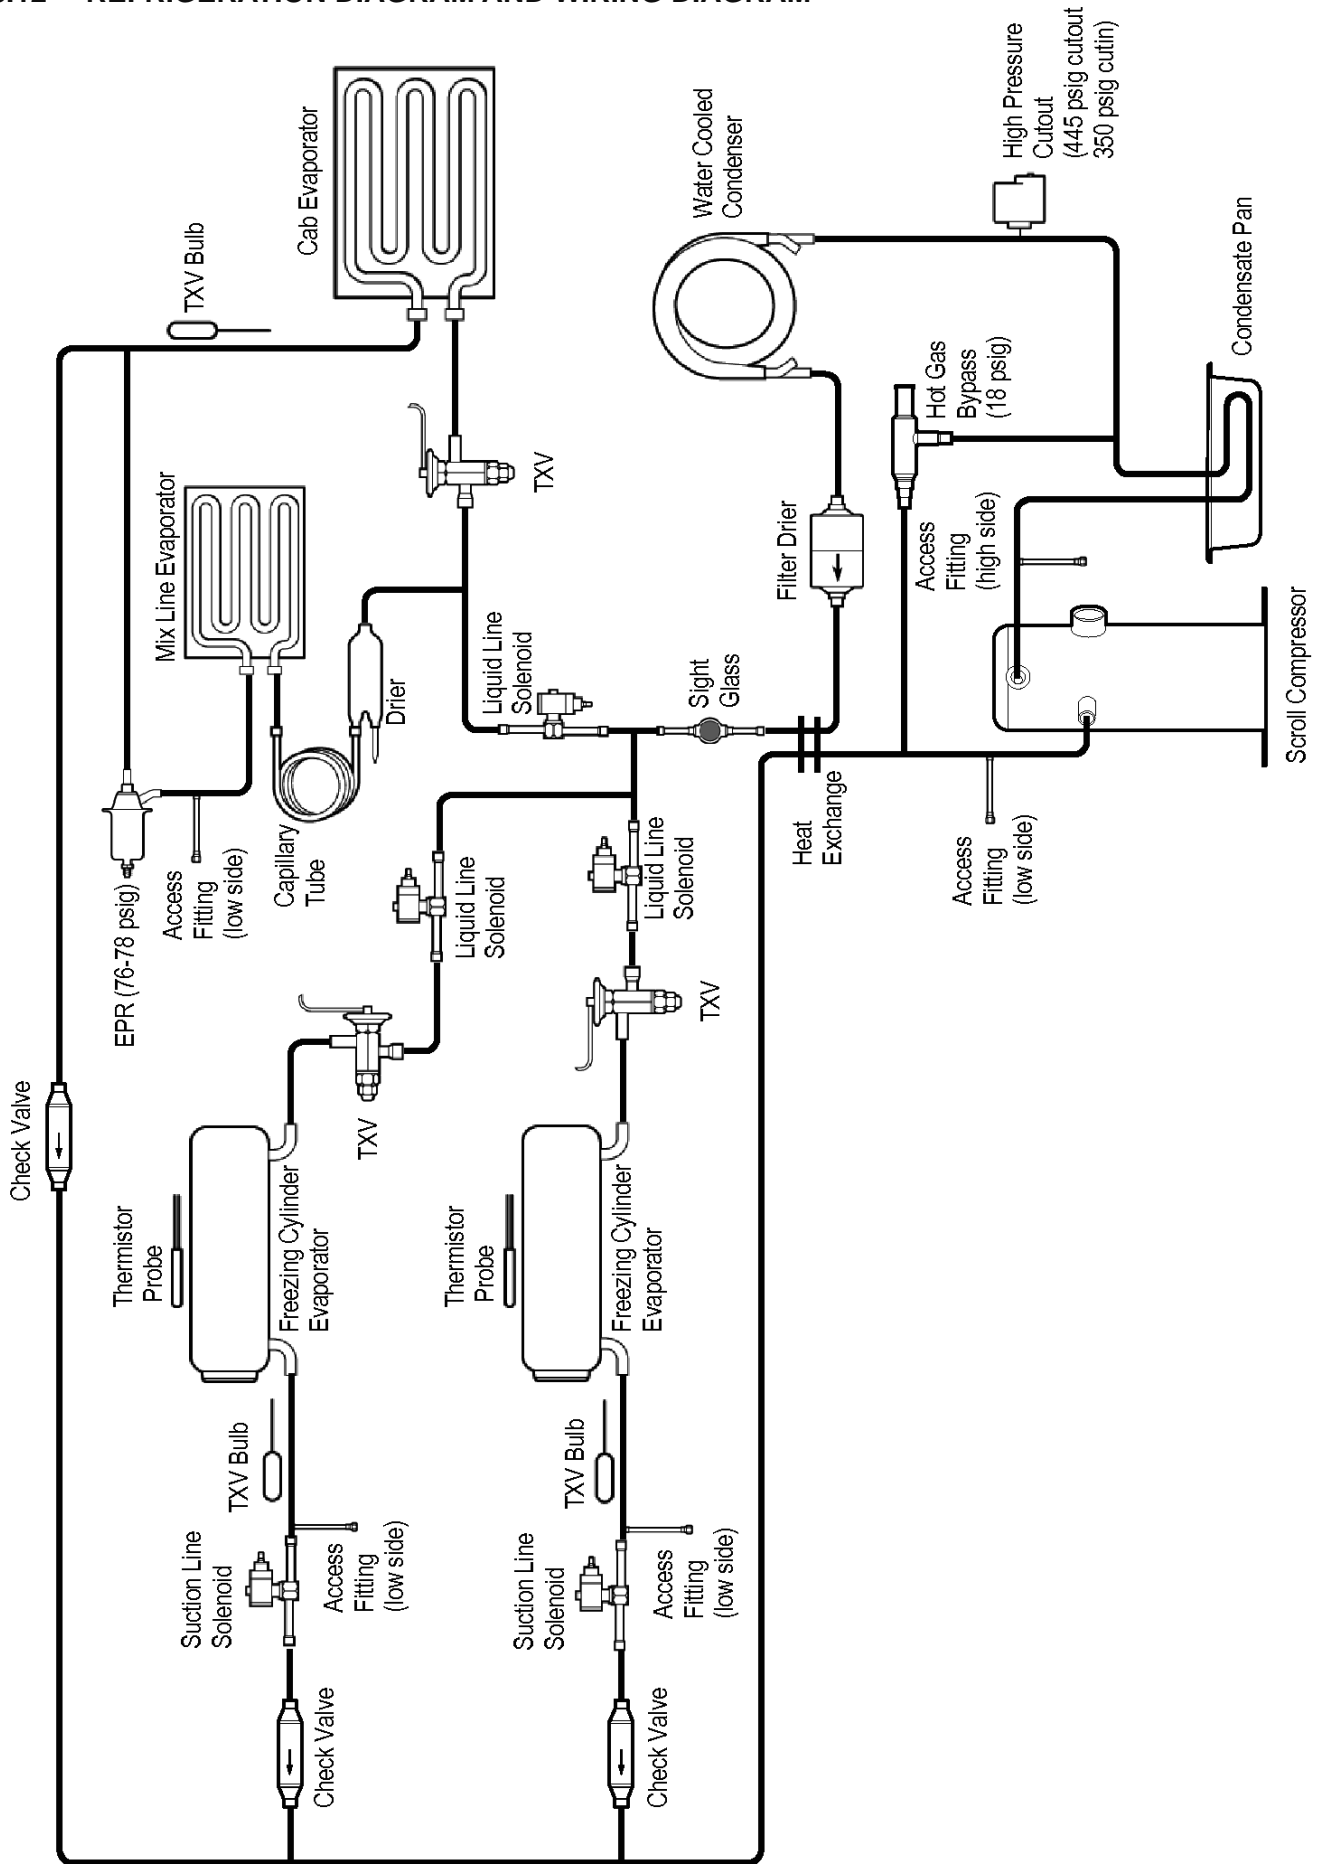 REFRIGERATION DIAGRAM AND WIRING DIAGRAM
Check Valve
EPR (76-78 psig)
Access
Fitting
(low side)
Mix Line Evaporator
TXV Bulb
Cab Evaporator
Capillary
Tube
Drier
TXV
Thermistor
Probe
Freezing Cylinder
Evaporator
TXV
Liquid Line
Solenoid
Liquid Line
Solenoid
Suction Line
Solenoid
TXV Bulb
Access
Fitting
(low side)
Check Valve
Thermistor
Probe
Freezing Cylinder
Evaporator
TXV
Liquid Line
Solenoid
Sight
Glass
Filter Drier
Water Cooled
Condenser
Suction Line
Solenoid
TXV Bulb
Access
Fitting
(low side)
Check Valve
Heat
Exchange
Access
Fitting
(low side)
Access
Fitting
(high side)
Hot Gas
Bypass
(18 psig)
High Pressure
Cutout
(445 psig cutout
350 psig cutin)
Condensate Pan
Scroll Compressor